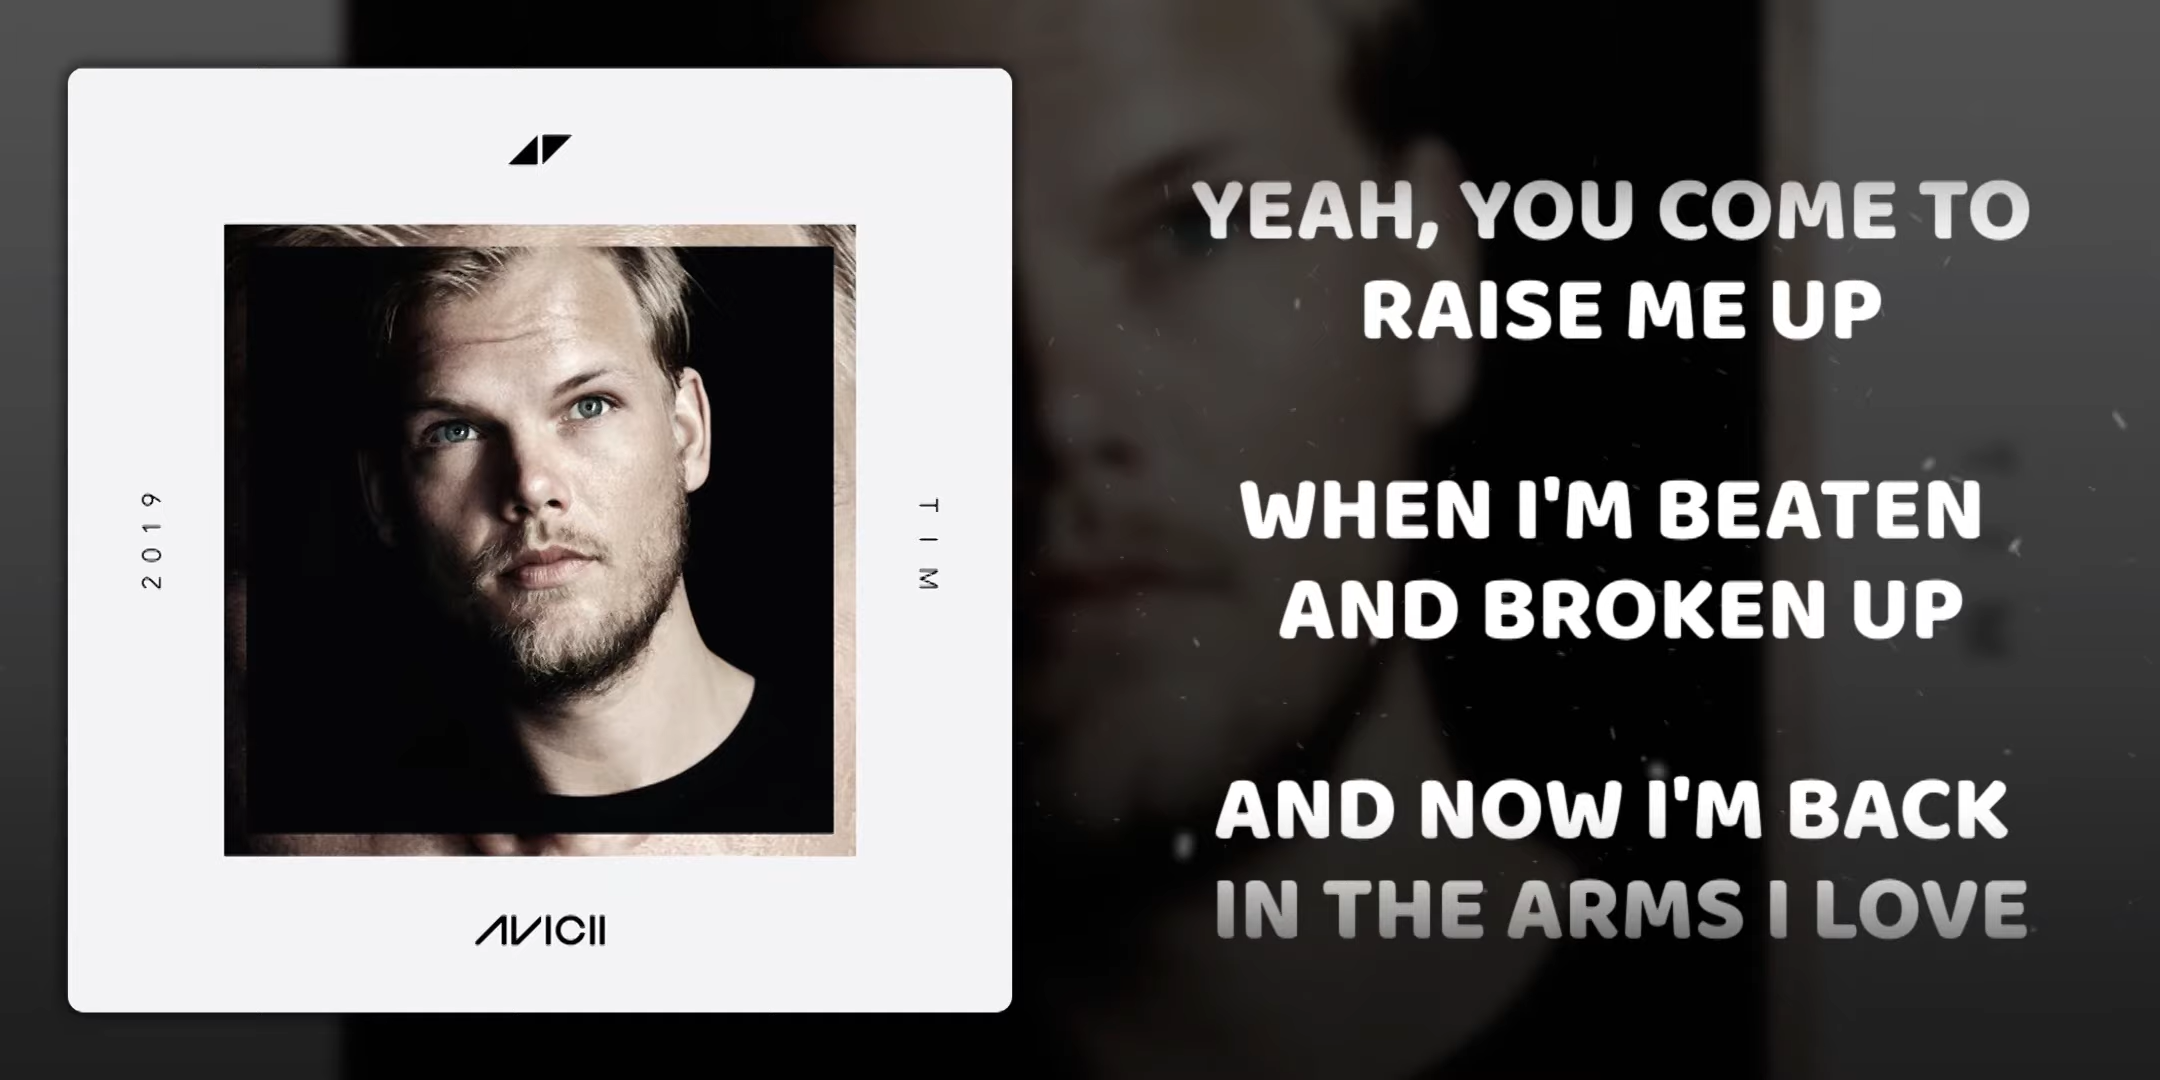 2019
TIM
AVICII
YEAH, YOU COME TO
RAISE ME UP
WHEN I'M BEATEN
AND BROKEN UP
AND NOW I'M BACK
IN THE ARMS I LOVE